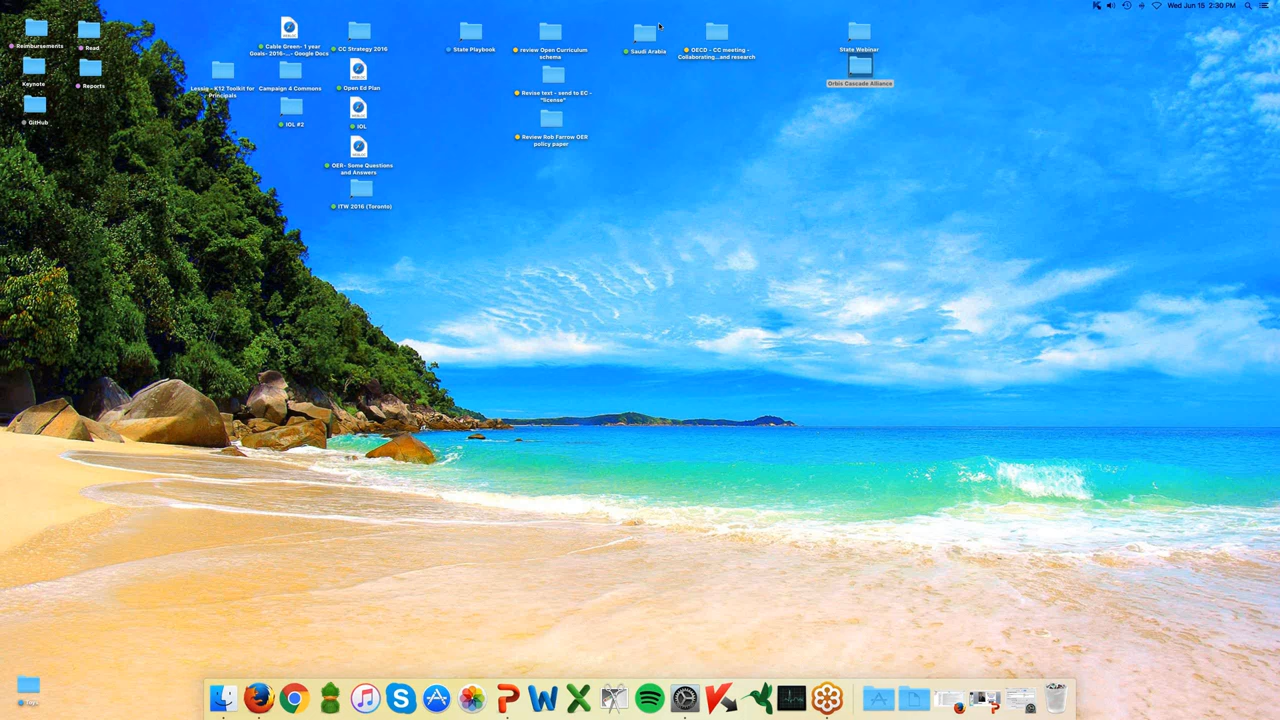 Wed Jun 15 2:30 PM
Reimbursements
Read
Cable Green- 1 year
Goals- 2016-...- Google Docs
CC Strategy 2016
State Playbook
review Open Curriculum
schema
Saudi Arabia
OECD - CC meeting -
Collaborating...and research
State Webinar
Keynote
Reports
Lessig - K12 Toolkit for
Principals
Campaign 4 Commons
Open Ed Plan
Revise text - send to EC -
"license"
Orbis Cascade Alliance
GitHub
IOL #2
IOL
Review Rob Farrow OER
policy paper
OER- Some Questions
and Answers
ITW 2016 (Toronto)